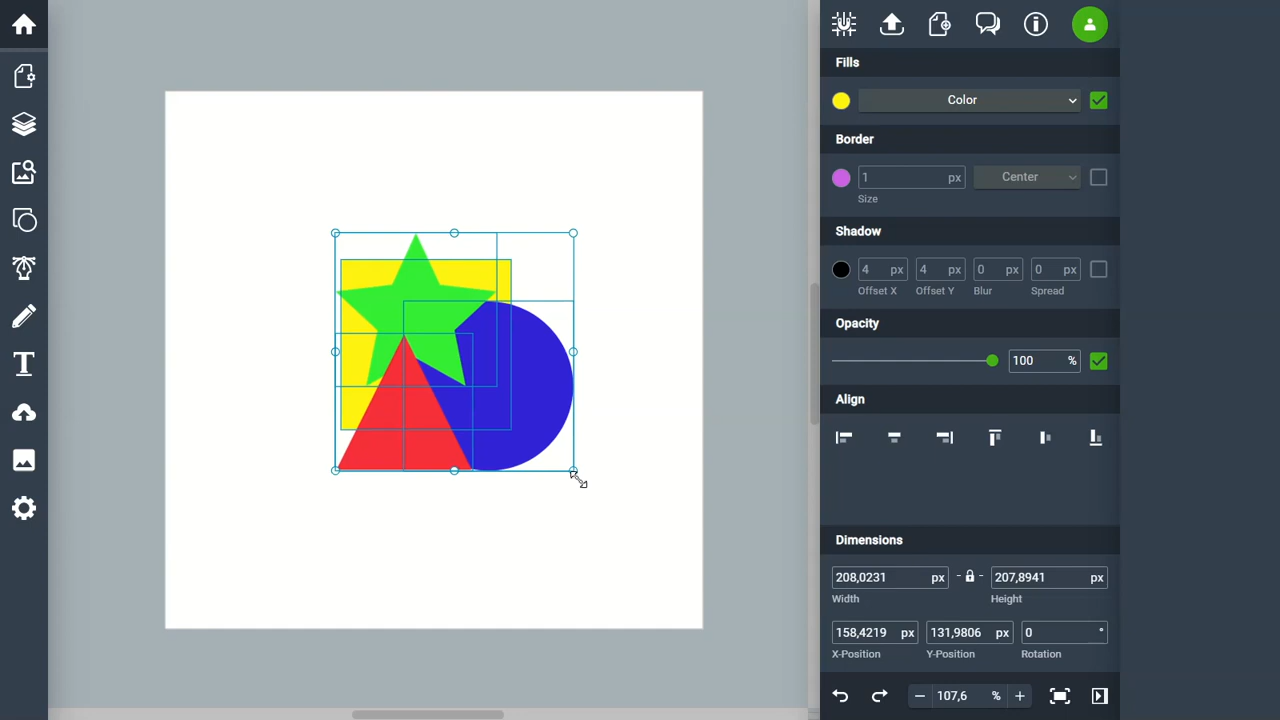 Fills
Color
Border
1 px
Center
Size
Shadow
4 px
4 px
0 px
0 px
Offset X
Offset Y
Blur
Spread
Opacity
100 %
Align
Dimensions
208,0231 px
207,8941 px
Width
Height
158,4219 px
131,9806 px
0 °
X-Position
Y-Position
Rotation
107,6 %